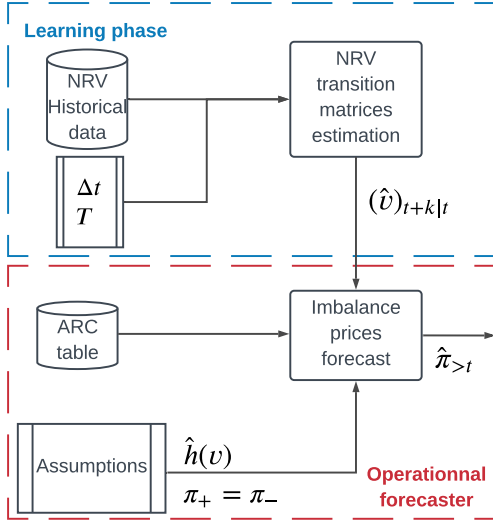 Learning phase
NRV
Historical
data
NRV
transition
matrices
estimation
Δt
T
(v̂)ₜ₊ₖ|ₜ
ARC
table
Imbalance
prices
forecast
π̂>ₜ
Assumptions
ĥ(v)
π₊ = π₋
Operationnal
forecaster